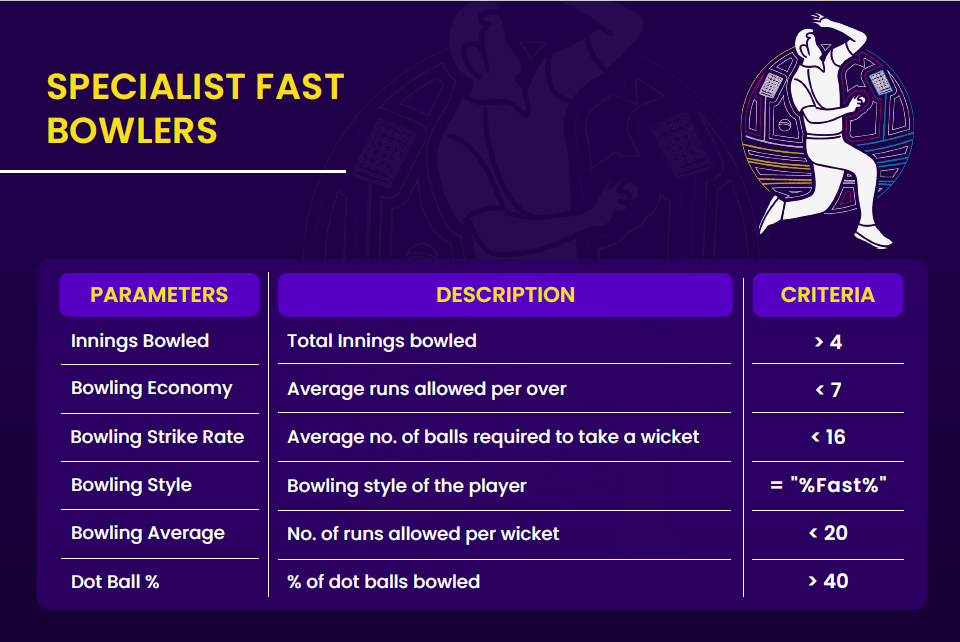 SPECIALIST FAST
BOWLERS
PARAMETERS DESCRIPTION CRITERIA
Innings Bowled Total Innings bowled > 4
Bowling Economy Average runs allowed per over < 7
Bowling Strike Rate Average no. of balls required to take a wicket < 16
Bowling Style Bowling style of the player = "%Fast%"
Bowling Average No. of runs allowed per wicket < 20
Dot Ball % % of dot balls bowled > 40